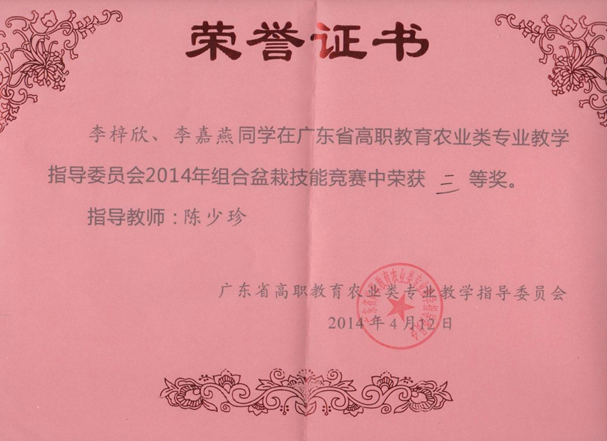 荣誉证书
李梓欣、李嘉燕同学在广东省高职教育农业类专业教学
指导委员会2014年组合盆栽技能竞赛中荣获 三 等奖。
指导教师：陈少珍
广东省高职教育农业类专业教学指导委员会
2014年4月12日